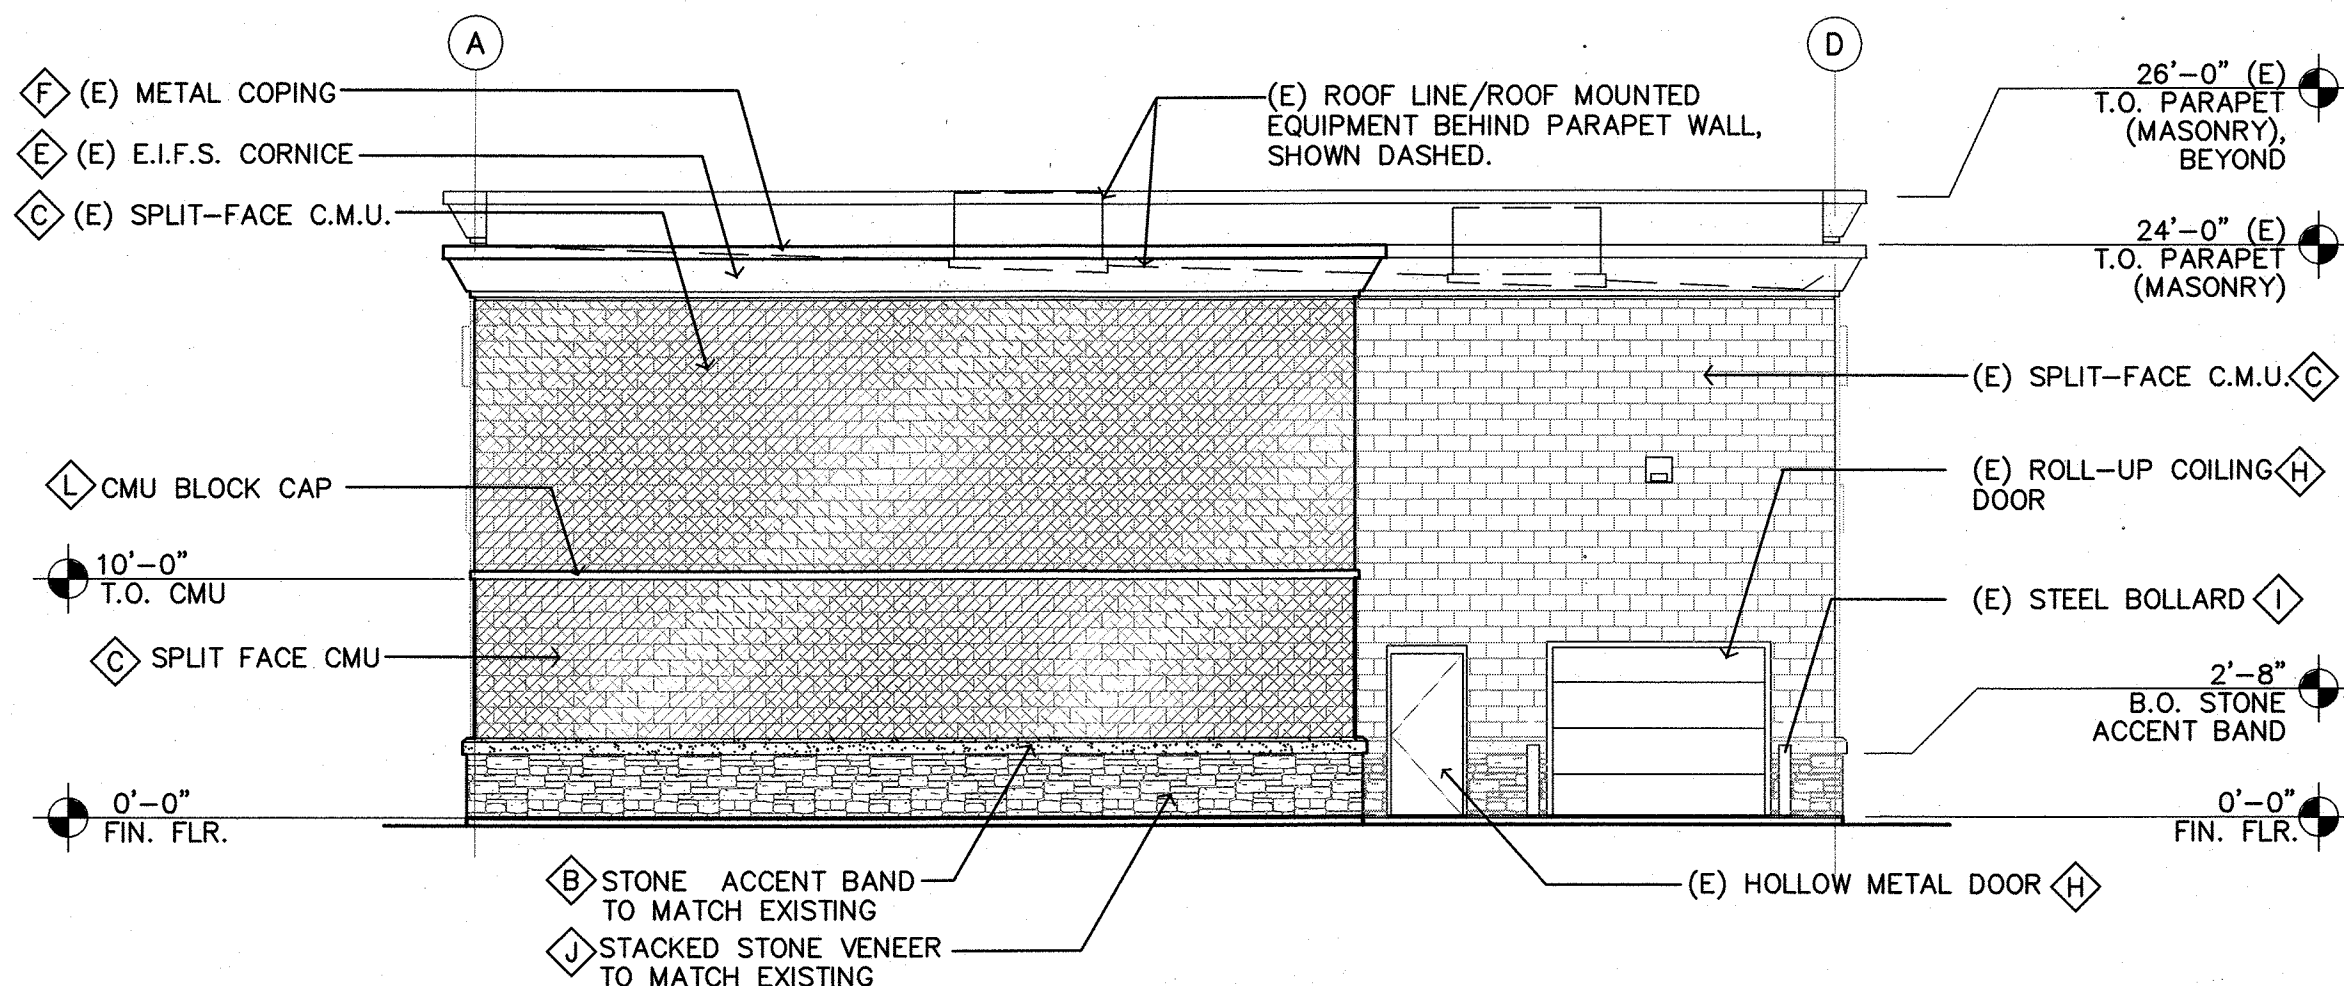 A
D
F (E) METAL COPING
E (E) E.I.F.S. CORNICE
C (E) SPLIT-FACE C.M.U.
L CMU BLOCK CAP
10'-0"
T.O. CMU
C SPLIT FACE CMU
0'-0"
FIN. FLR.
(E) ROOF LINE/ROOF MOUNTED
EQUIPMENT BEHIND PARAPET WALL,
SHOWN DASHED.
26'-0" (E)
T.O. PARAPET
(MASONRY),
BEYOND
24'-0" (E)
T.O. PARAPET
(MASONRY)
(E) SPLIT-FACE C.M.U. C
(E) ROLL-UP COILING H
DOOR
(E) STEEL BOLLARD I
2'-8"
B.O. STONE
ACCENT BAND
0'-0"
FIN. FLR.
B STONE ACCENT BAND
TO MATCH EXISTING
J STACKED STONE VENEER
TO MATCH EXISTING
(E) HOLLOW METAL DOOR H